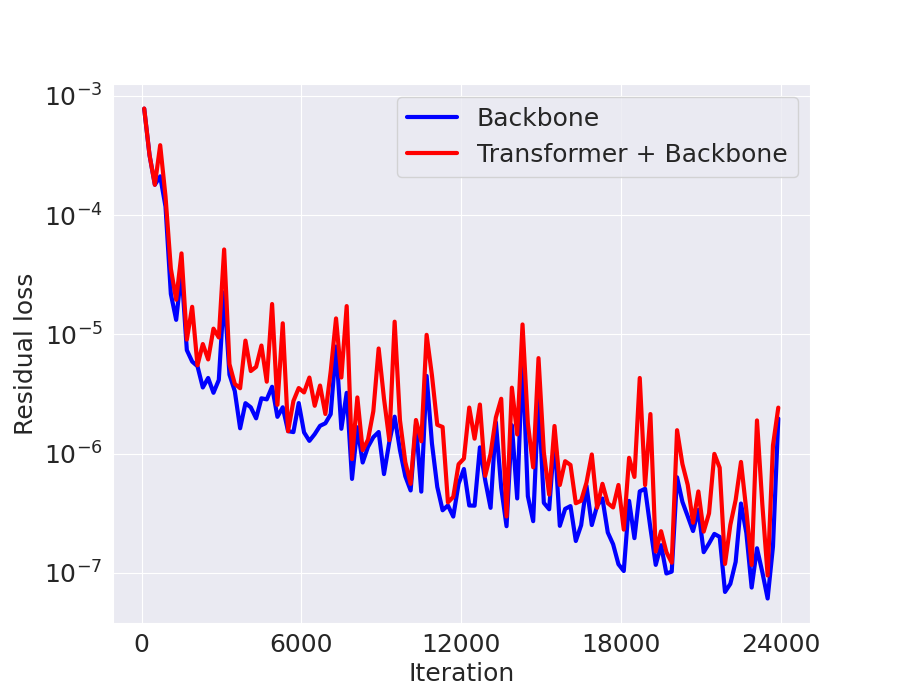 10⁻³
10⁻⁴
10⁻⁵
10⁻⁶
10⁻⁷
Residual loss
Backbone
Transformer + Backbone
0 6000 12000 18000 24000
Iteration